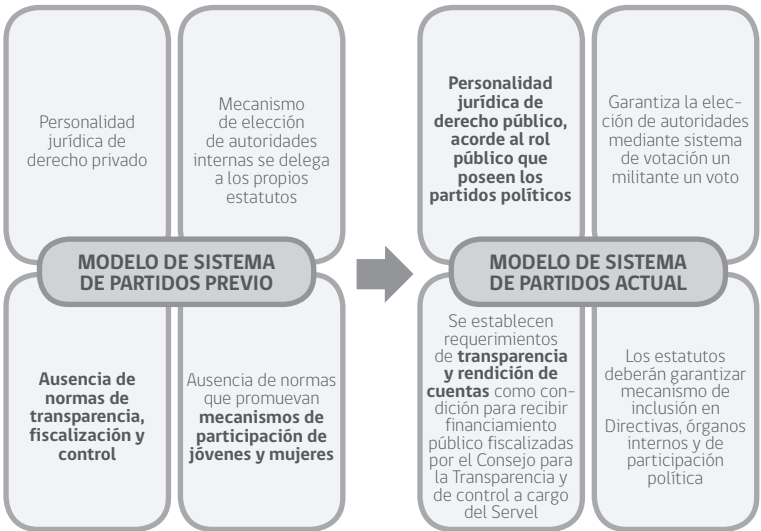 Personalidad
jurídica de
derecho privado
Mecanismo
de elección
de autoridades
internas se delega
a los propios
estatutos
MODELO DE SISTEMA
DE PARTIDOS PREVIO
Ausencia de
normas de
transparencia,
fiscalización y
control
Ausencia de normas
que promuevan
mecanismos de
participación de
jóvenes y mujeres
Personalidad
jurídica de
derecho público,
acorde al rol
público que
poseen los
partidos políticos
Garantiza la elec-
ción de autoridades
mediante sistema
de votación un
militante un voto
MODELO DE SISTEMA
DE PARTIDOS ACTUAL
Se establecen
requerimientos
de transparencia
y rendición de
cuentas como con-
dición para recibir
financiamiento
público fiscalizadas
por el Consejo para
la Transparencia y
de control a cargo
del Servel
Los estatutos
deberán garantizar
mecanismo de
inclusión en
Directivas, órganos
internos y de
participación
política